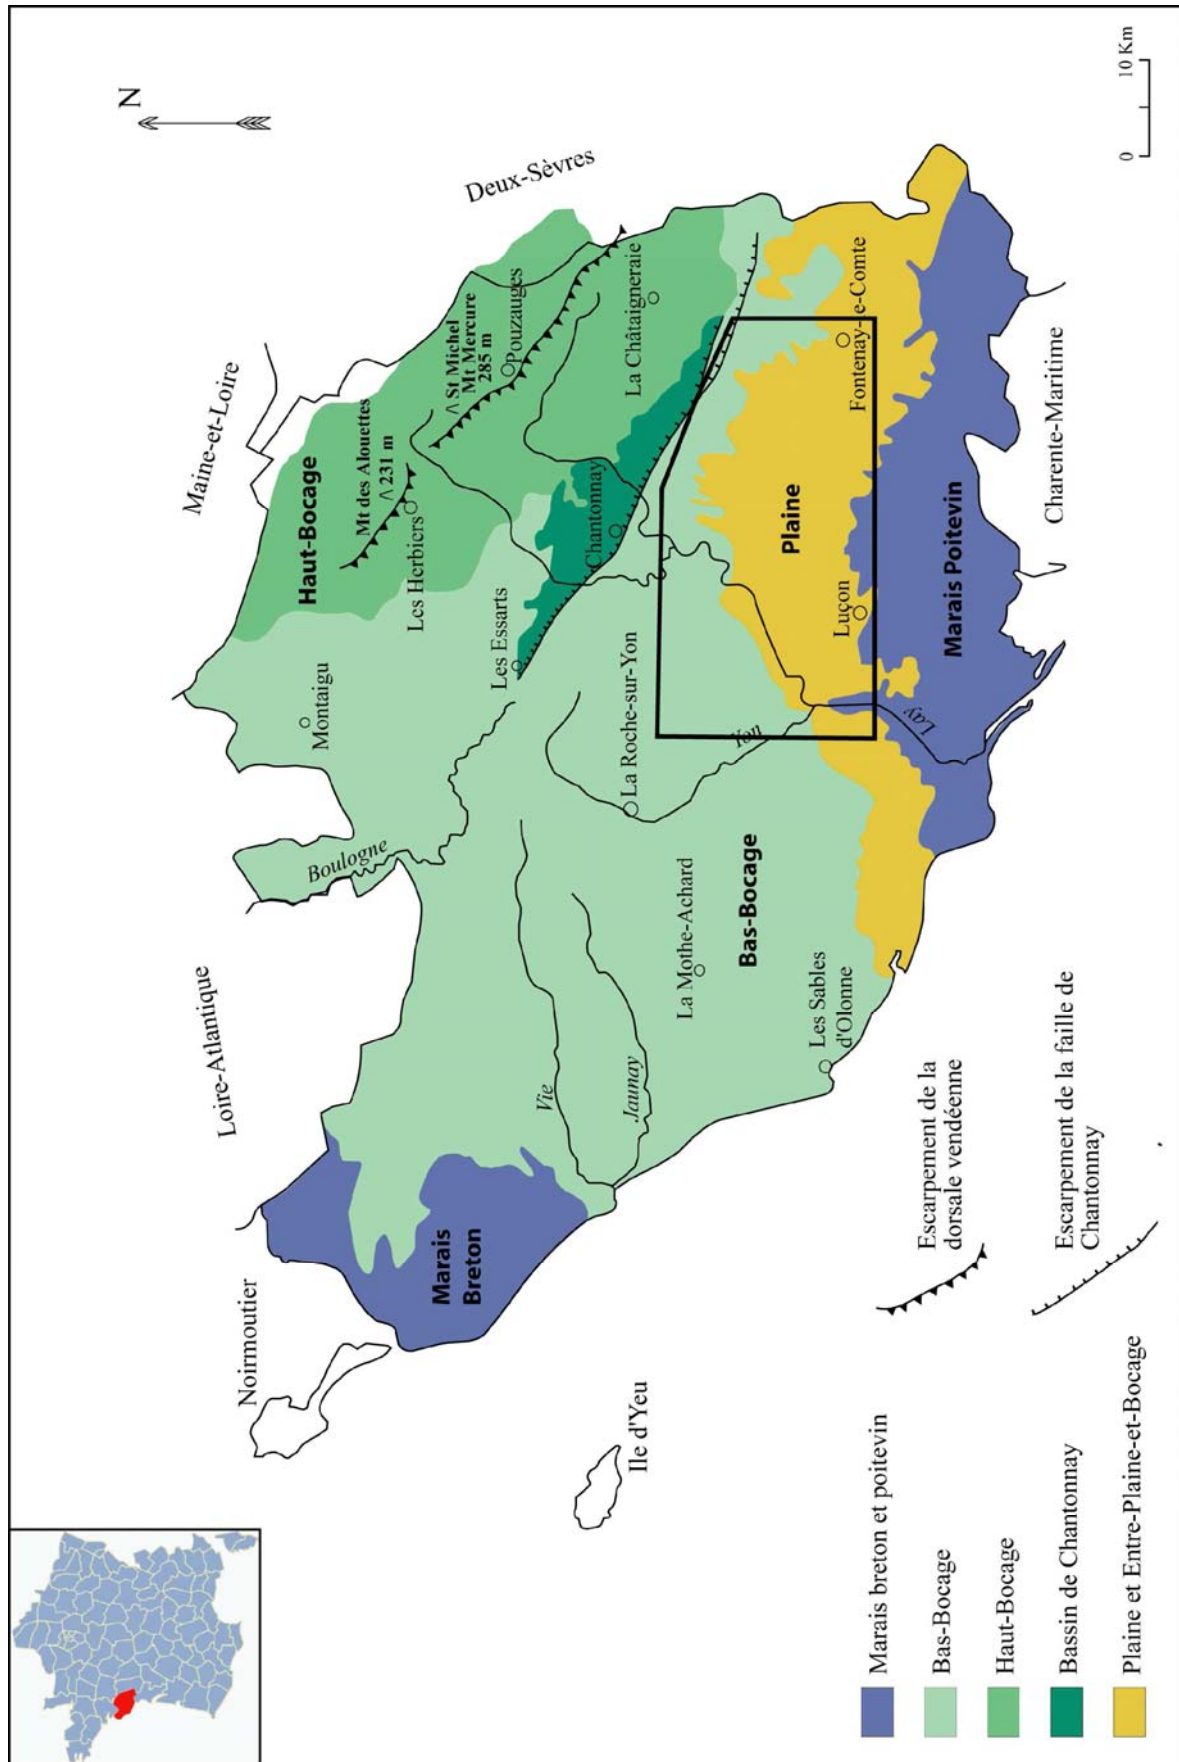 N
Deux-Sèvres
Maine-et-Loire
Λ St Michel
Mt Mercure
285 m
Pouzauges
Mt des Alouettes
Λ 231 m
Haut-Bocage
Les Herbiers
La Châtaigneraie
Chantonnay
Les Essarts
Montaigu
Fontenay-le-Comte
Plaine
Luçon
Marais Poitevin
Charente-Maritime
Lay
Yon
La Roche-sur-Yon
Boulogne
Loire-Atlantique
La Mothe-Achard
Bas-Bocage
Les Sables
d'Olonne
Vie
Jaunay
Marais
Breton
Noirmoutier
Ile d'Yeu
0 10 Km
Marais breton et poitevin
Bas-Bocage
Haut-Bocage
Bassin de Chantonnay
Plaine et Entre-Plaine-et-Bocage
Escarpement de la
dorsale vendéenne
Escarpement de la faille de
Chantonnay